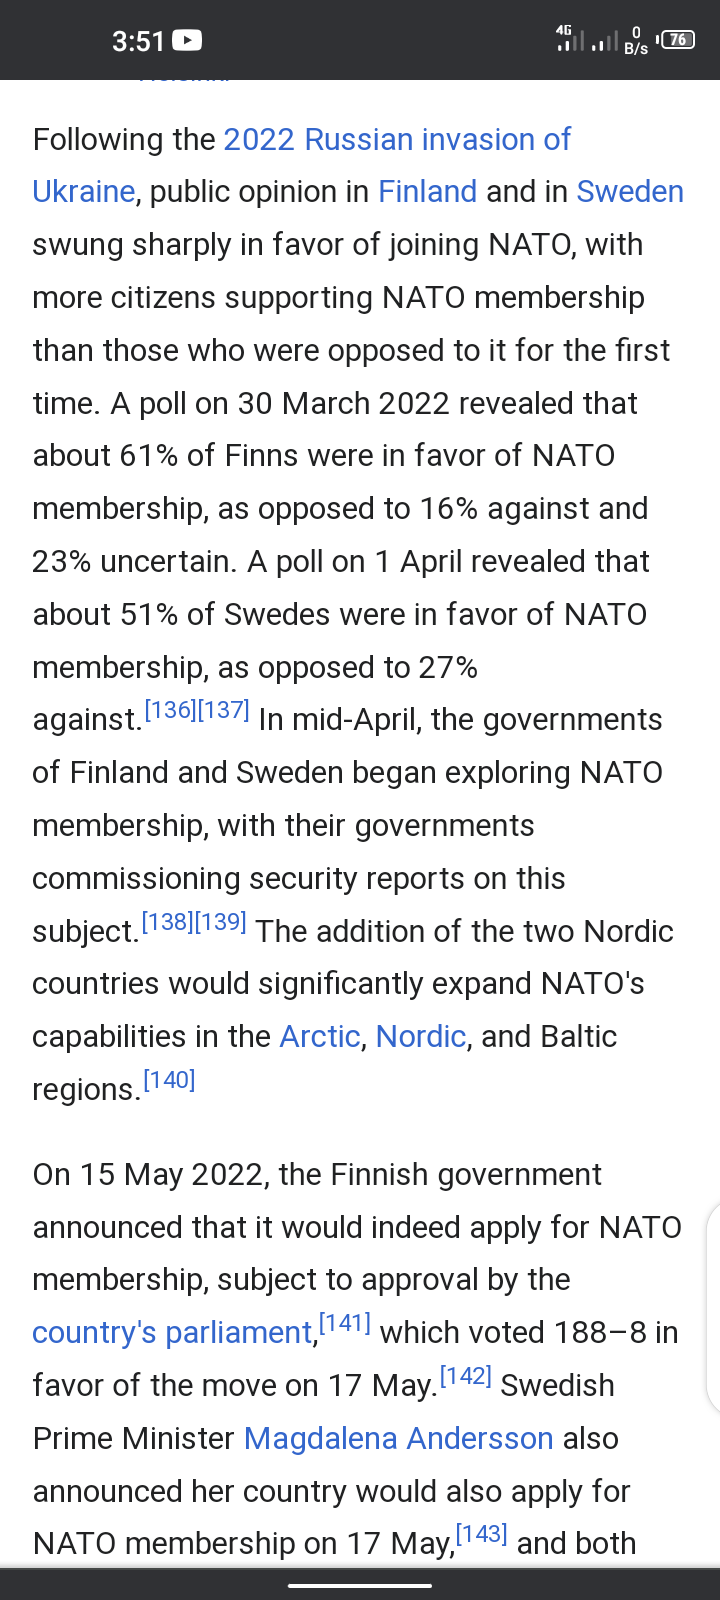 3:51
4G
0
B/s
76
Following the 2022 Russian invasion of
Ukraine, public opinion in Finland and in Sweden
swung sharply in favor of joining NATO, with
more citizens supporting NATO membership
than those who were opposed to it for the first
time. A poll on 30 March 2022 revealed that
about 61% of Finns were in favor of NATO
membership, as opposed to 16% against and
23% uncertain. A poll on 1 April revealed that
about 51% of Swedes were in favor of NATO
membership, as opposed to 27%
against.[136][137] In mid-April, the governments
of Finland and Sweden began exploring NATO
membership, with their governments
commissioning security reports on this
subject.[138][139] The addition of the two Nordic
countries would significantly expand NATO's
capabilities in the Arctic, Nordic, and Baltic
regions.[140]
On 15 May 2022, the Finnish government
announced that it would indeed apply for NATO
membership, subject to approval by the
country's parliament,[141] which voted 188–8 in
favor of the move on 17 May.[142] Swedish
Prime Minister Magdalena Andersson also
announced her country would also apply for
NATO membership on 17 May,[143] and both